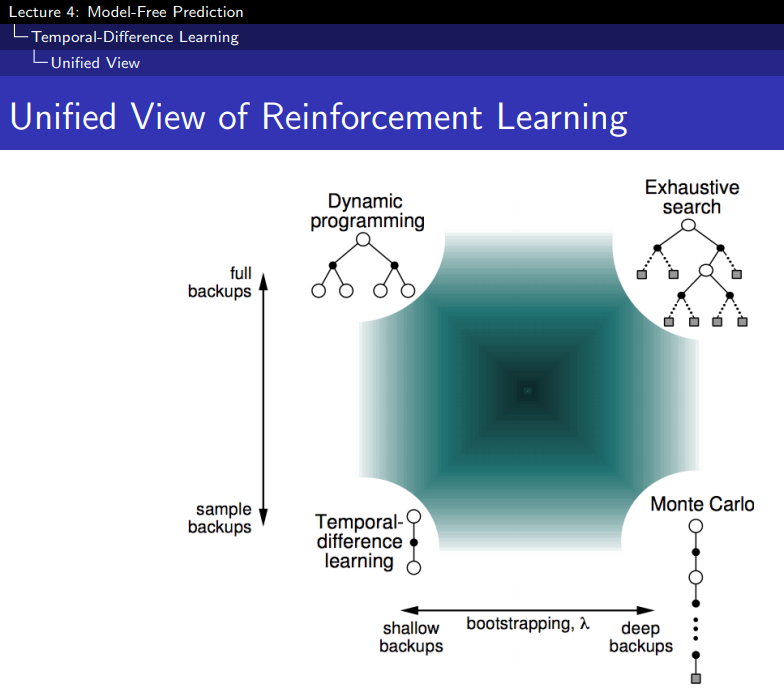 Lecture 4: Model-Free Prediction
Temporal-Difference Learning
Unified View
Unified View of Reinforcement Learning
Dynamic
programming
Exhaustive
search
full
backups
sample
backups
Temporal-
difference
learning
Monte Carlo
shallow
backups
bootstrapping, λ
deep
backups